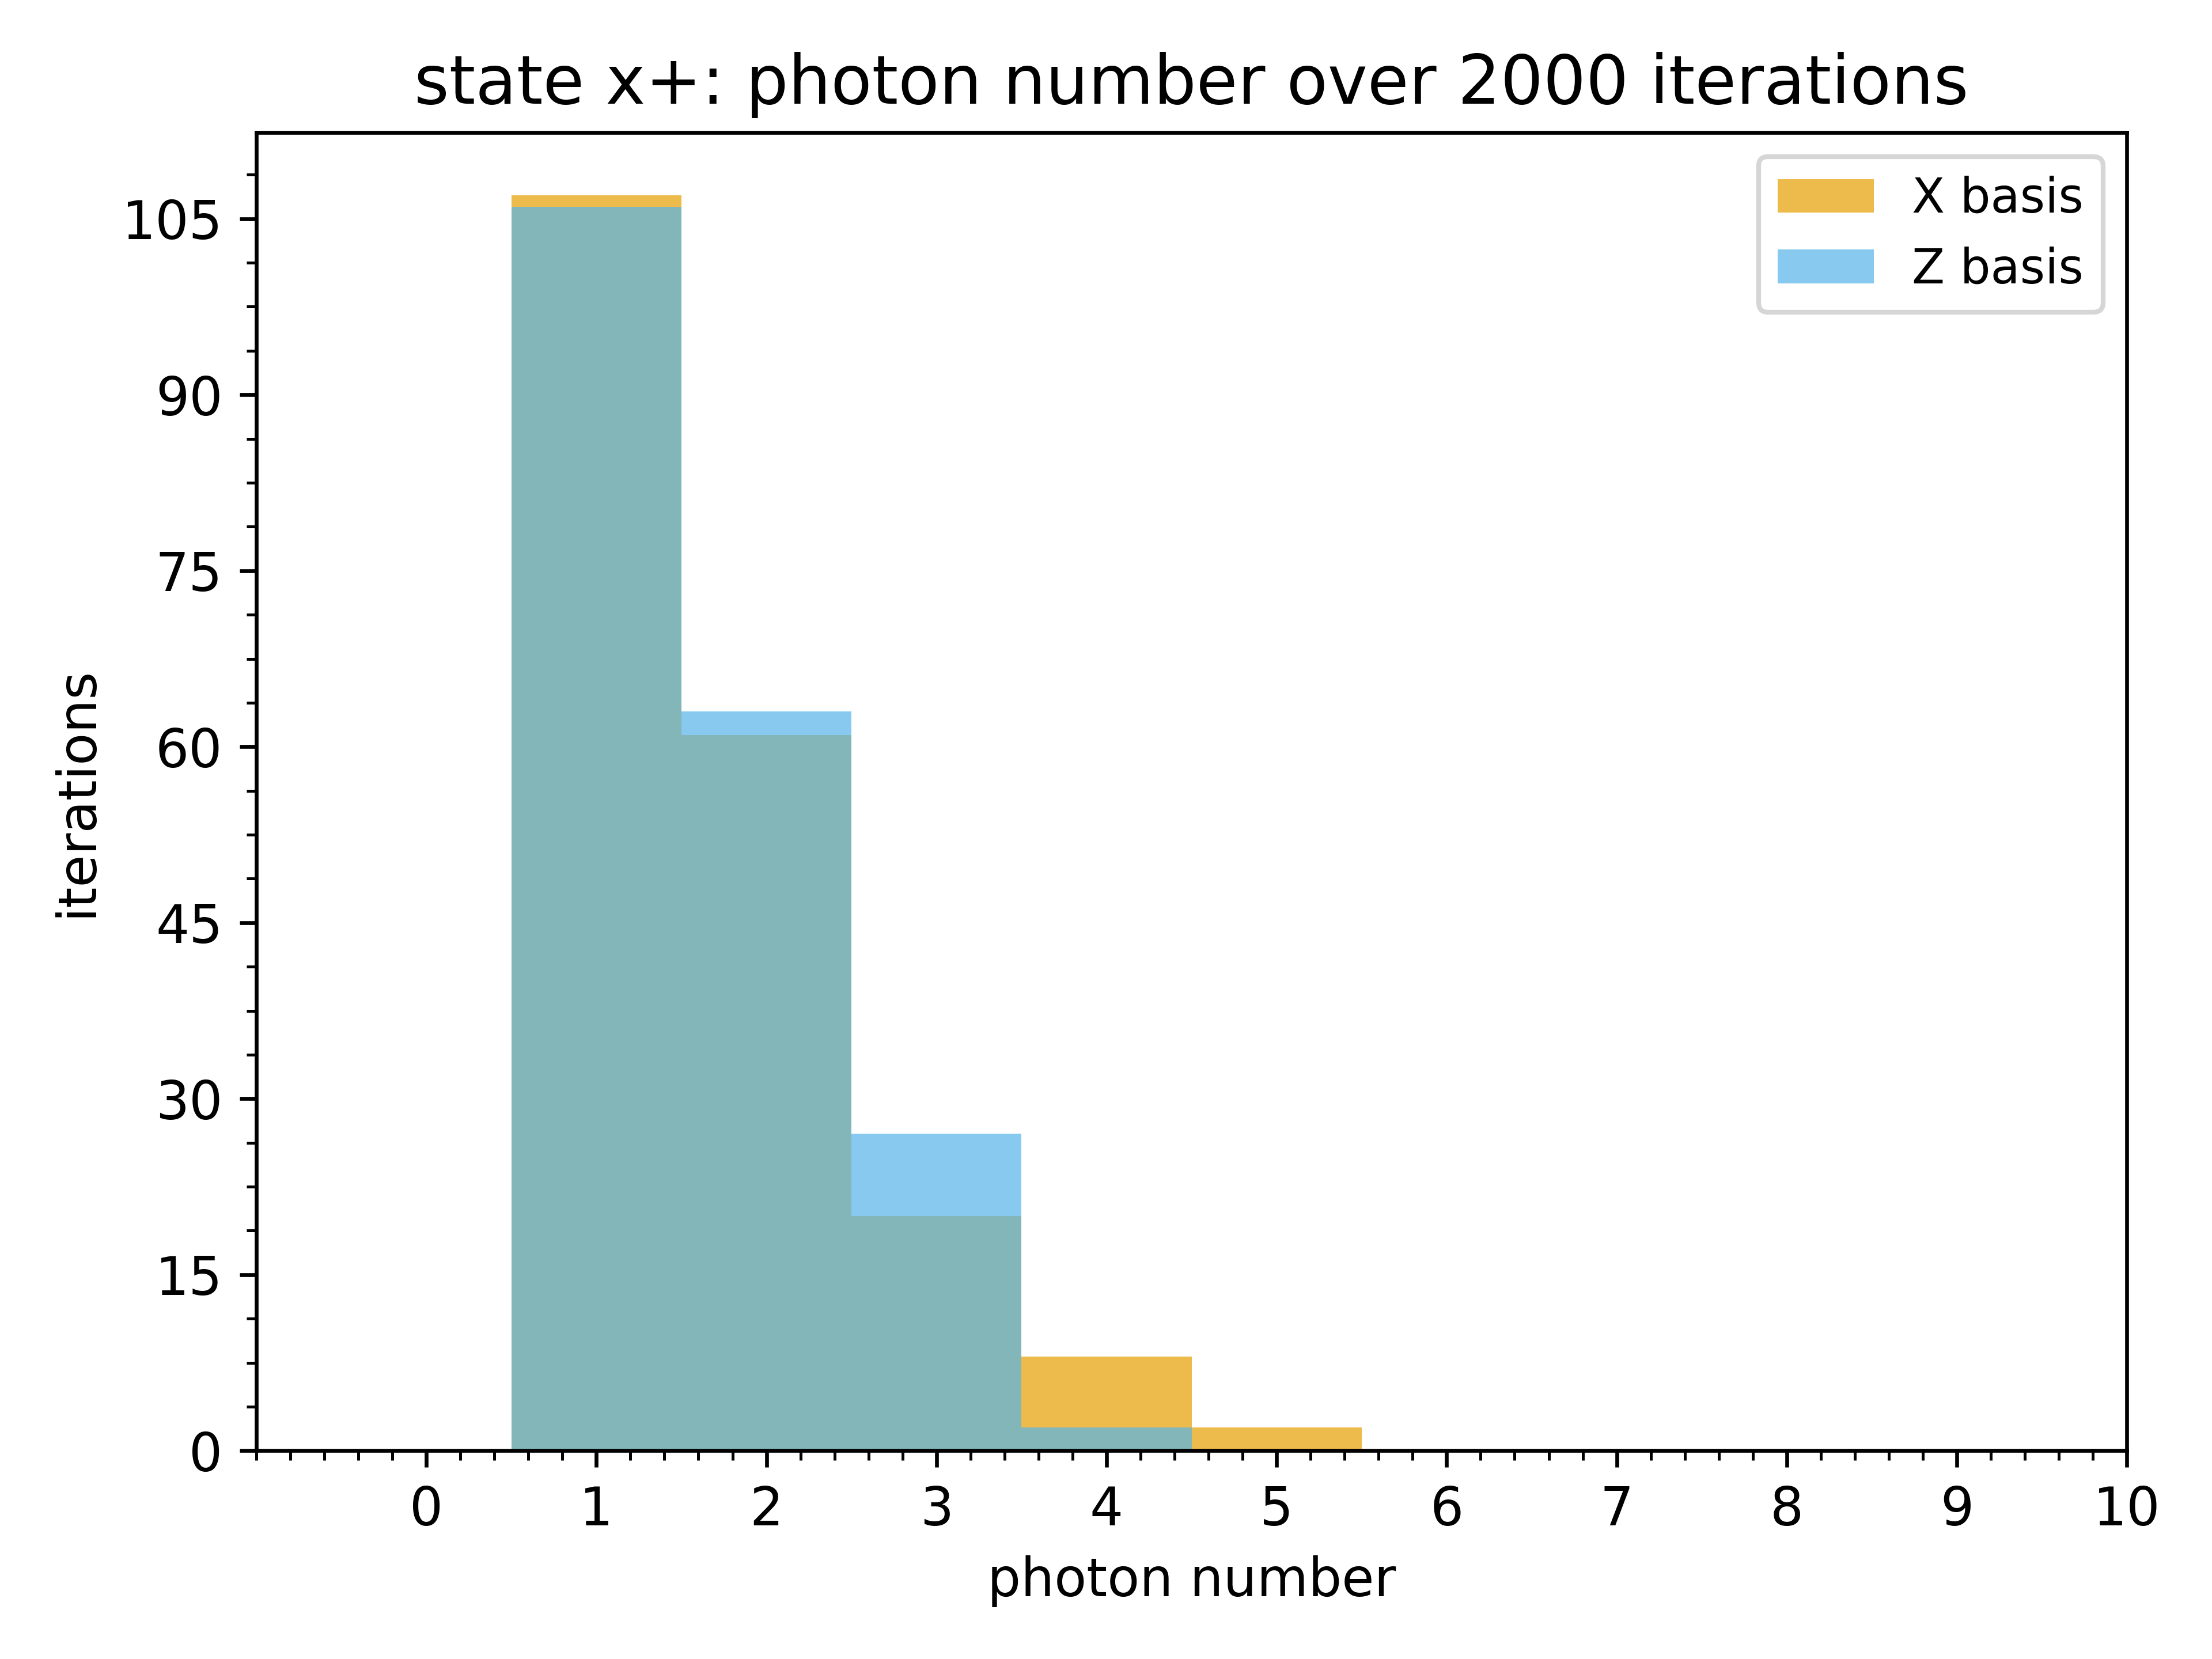 state x+: photon number over 2000 iterations
X basis
Z basis
105
90
75
60
45
30
15
0
iterations
0 1 2 3 4 5 6 7 8 9 10
photon number